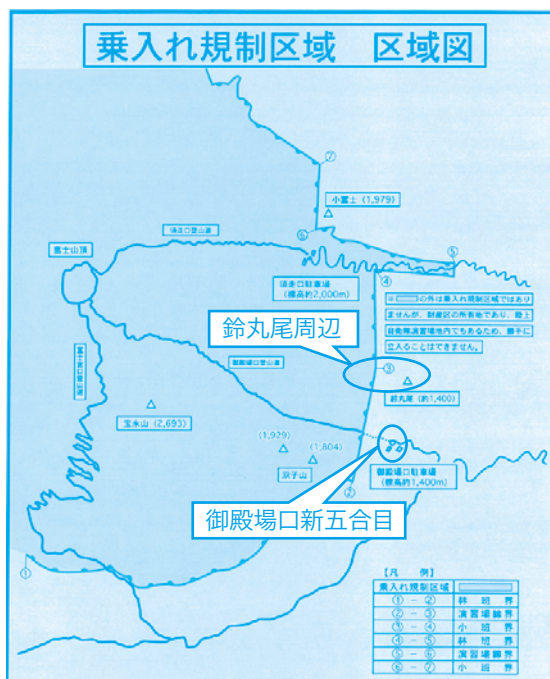 乗入れ規制区域 区域図
⑦
小富士(1,979)
須走口登山道
⑥
⑤
富士山頂
④
須走口駐車場
(標高約2,000m)
※ の外は乗入れ規制区域ではあり
ませんが、財産区の所有地であり、陸上
自衛隊演習場地内でもあるため、勝手に
立入ることはできません。
鈴丸尾周辺
御殿場口登山道
③
鈴丸尾(約1,400)
富士宮口登山道
宝永山(2,693)
(1,929)
(1,804)
双子山
御殿場口駐車場
(標高約1,400m)
②
御殿場口新五合目
①
【凡 例】
乗入れ規制区域
① - ② 林班界
② - ③ 演習場縁界
③ - ④ 小班界
④ - ⑤ 林班界
⑤ - ⑥ 演習場縁界
⑥ - ⑦ 小班界